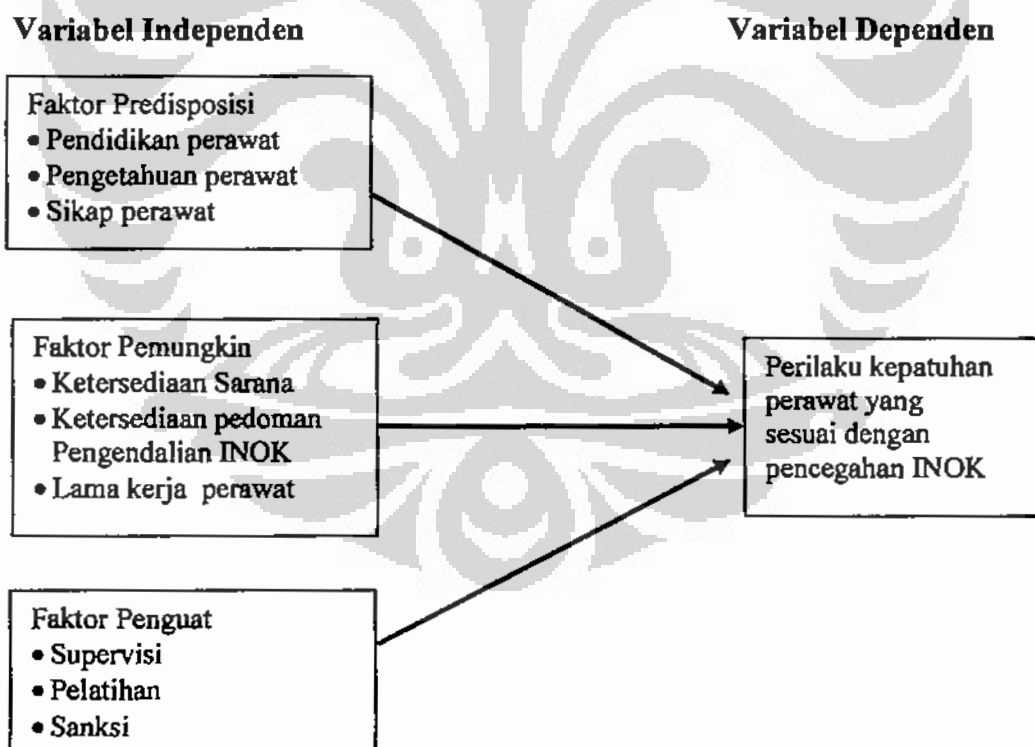 Variabel Independen
Variabel Dependen
Faktor Predisposisi
• Pendidikan perawat
• Pengetahuan perawat
• Sikap perawat
Faktor Pemungkin
• Ketersediaan Sarana
• Ketersediaan pedoman
Pengendalian INOK
• Lama kerja perawat
Faktor Penguat
• Supervisi
• Pelatihan
• Sanksi
Perilaku kepatuhan
perawat yang
sesuai dengan
pencegahan INOK